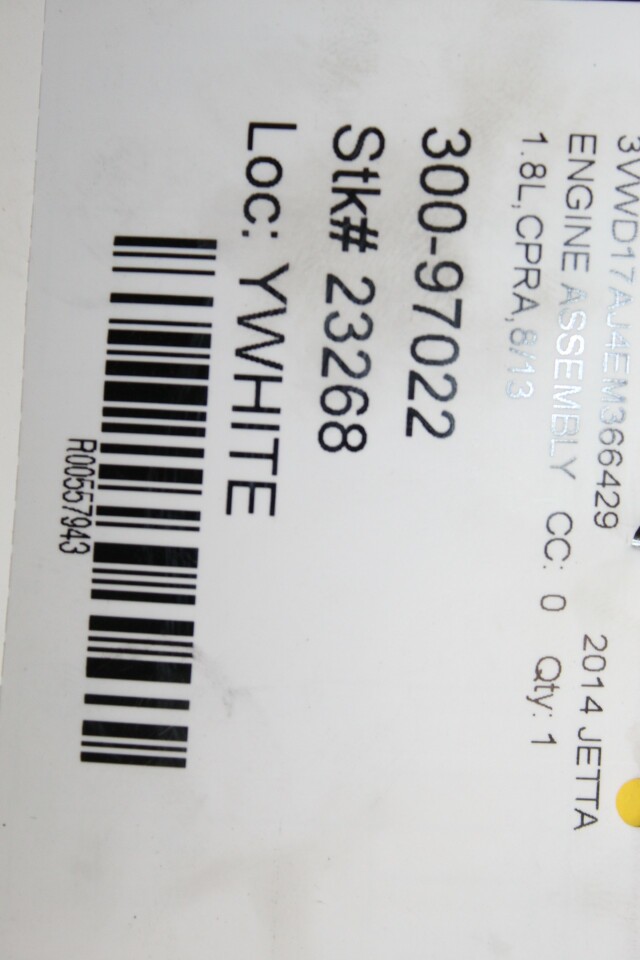 3VWD17AJ4EM366429 2014 JETTA
ENGINE ASSEMBLY CC: 0 Qty: 1
1.8L,CPRA,8/13
300-97022
Stk# 23268
Loc: YWHITE
R00557943